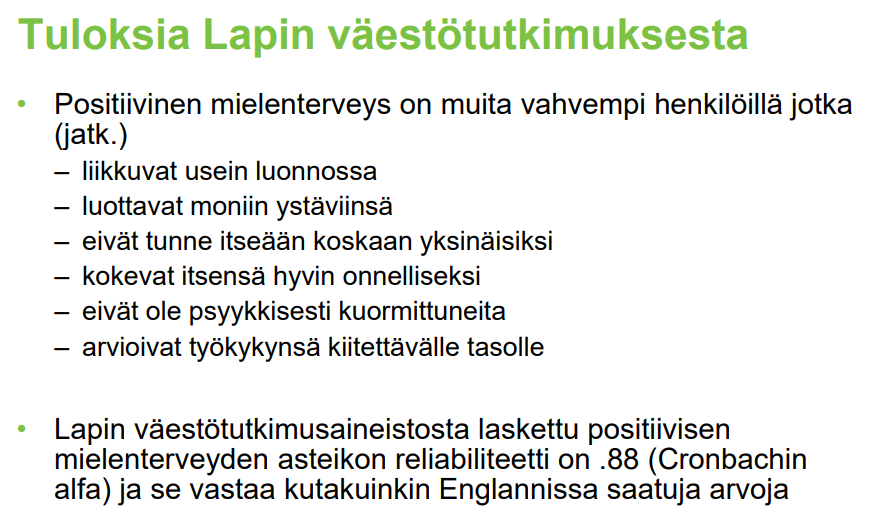 Tuloksia Lapin väestötutkimuksesta
• Positiivinen mielenterveys on muita vahvempi henkilöillä jotka
(jatk.)
– liikkuvat usein luonnossa
– luottavat moniin ystäviinsä
– eivät tunne itseään koskaan yksinäisiksi
– kokevat itsensä hyvin onnelliseksi
– eivät ole psyykkisesti kuormittuneita
– arvioivat työkykynsä kiitettävälle tasolle
• Lapin väestötutkimusaineistosta laskettu positiivisen
mielenterveyden asteikon reliabiliteetti on .88 (Cronbachin
alfa) ja se vastaa kutakuinkin Englannissa saatuja arvoja